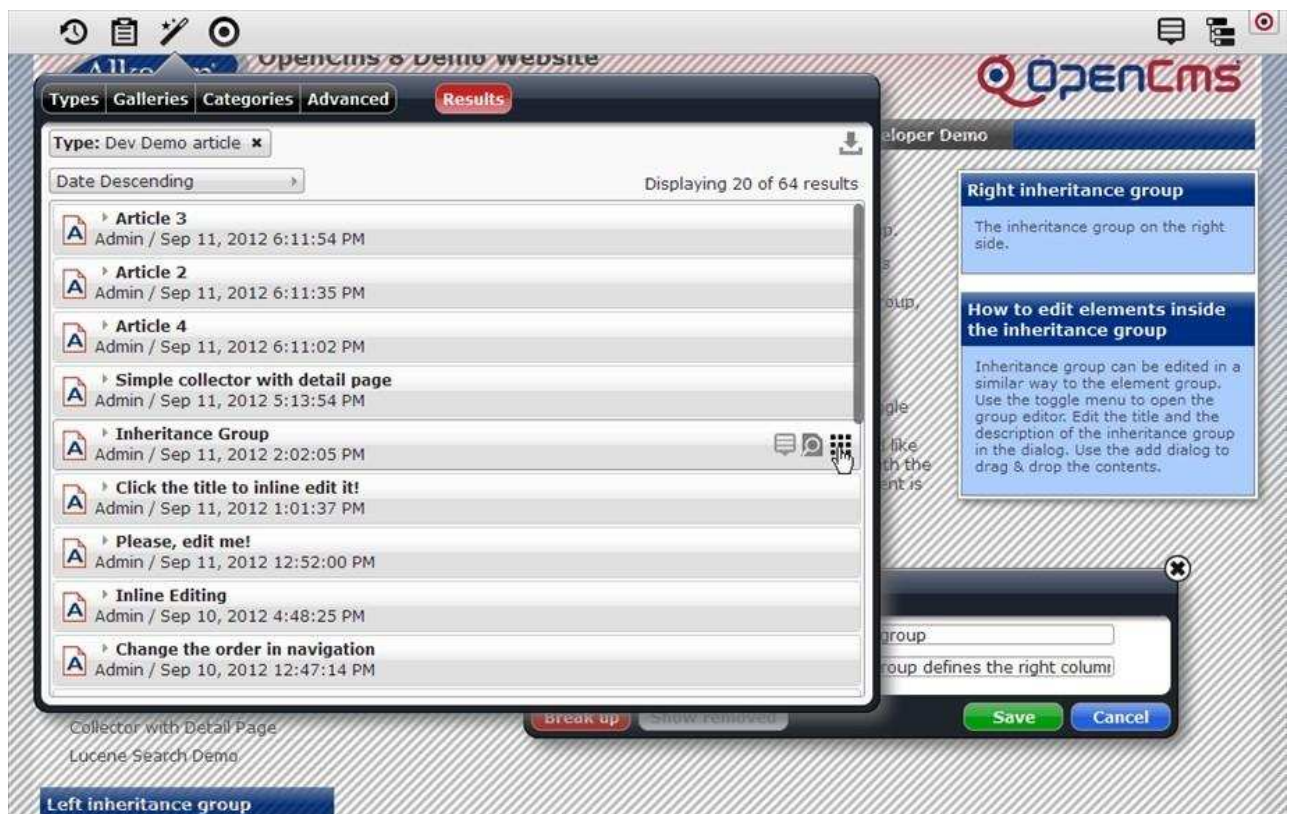 OpenCms 8 Demo Website
OpenCms
Types Galleries Categories Advanced Results
Type: Dev Demo article
Date Descending
Displaying 20 of 64 results
Article 3
Admin / Sep 11, 2012 6:11:54 PM
Article 2
Admin / Sep 11, 2012 6:11:35 PM
Article 4
Admin / Sep 11, 2012 6:11:02 PM
Simple collector with detail page
Admin / Sep 11, 2012 5:13:54 PM
Inheritance Group
Admin / Sep 11, 2012 2:02:05 PM
Click the title to inline edit it!
Admin / Sep 11, 2012 1:01:37 PM
Please, edit me!
Admin / Sep 11, 2012 12:52:00 PM
Inline Editing
Admin / Sep 10, 2012 4:48:25 PM
Change the order in navigation
Admin / Sep 10, 2012 12:47:14 PM
eloper Demo
p.
s
oup,
gle
like
th the
ent is
Right inheritance group
The inheritance group on the right
side.
How to edit elements inside
the inheritance group
Inheritance group can be edited in a
similar way to the element group.
Use the toggle menu to open the
group editor. Edit the title and the
description of the inheritance group
in the dialog. Use the add dialog to
drag & drop the contents.
group
oup defines the right colum
Break up Show removed Save Cancel
Collector with Detail Page
Lucene Search Demo
Left inheritance group